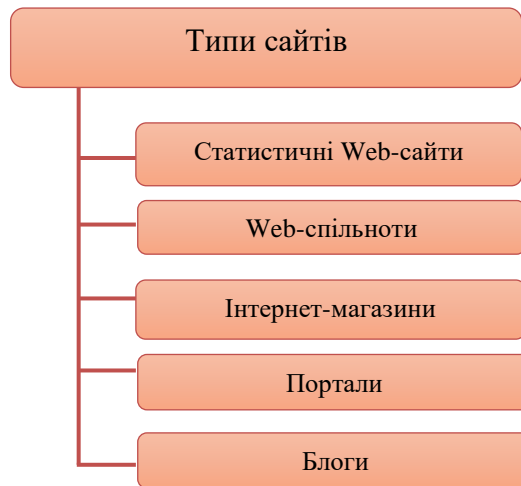 Типи сайтів
Статистичні Web-сайти
Web-спільноти
Інтернет-магазини
Портали
Блоги